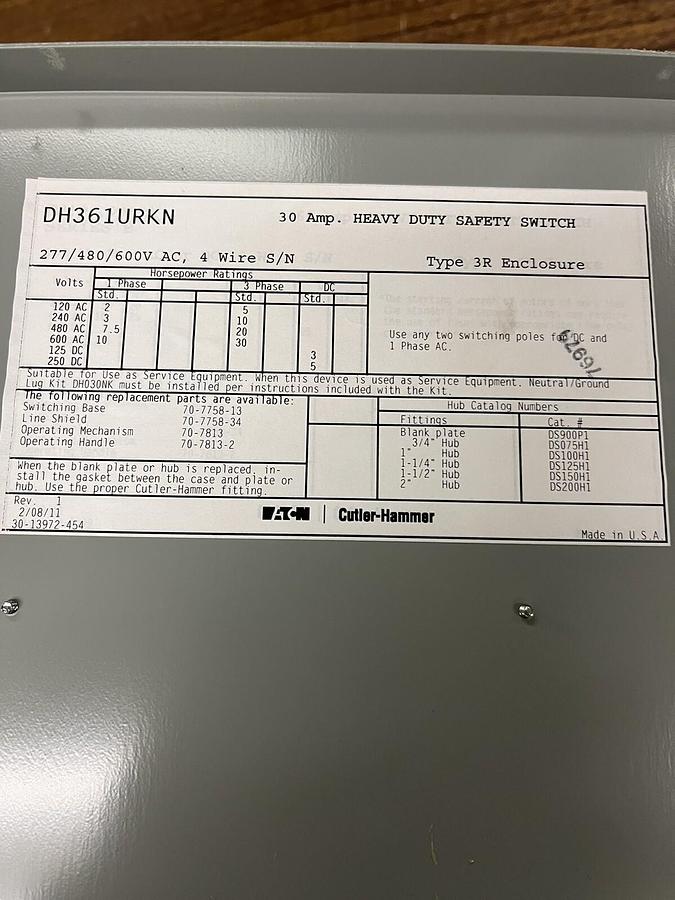 DH361URKN 30 Amp. HEAVY DUTY SAFETY SWITCH
277/480/600V AC, 4 Wire S/N Type 3R Enclosure
Horsepower Ratings
Volts 1 Phase 3 Phase DC
Std. Std. Std.
120 AC 2
240 AC 3 5
480 AC 7.5 10
600 AC 10 20
125 DC 30 3
250 DC 5
Use any two switching poles for DC and
1 Phase AC.
7697
Suitable for Use as Service Equipment. When this device is used as Service Equipment, Neutral/Ground
Lug Kit DH030NK must be installed per instructions included with the Kit.
The following replacement parts are available:
Switching Base 70-7758-13
Line Shield 70-7758-34
Operating Mechanism 70-7813
Operating Handle 70-7813-2
When the blank plate or hub is replaced, in-
stall the gasket between the case and plate or
hub. Use the proper Cutler-Hammer fitting.
Hub Catalog Numbers
Fittings Cat. #
Blank plate DS900P1
3/4" Hub DS075H1
1" Hub DS100H1
1-1/4" Hub DS125H1
1-1/2" Hub DS150H1
2" Hub DS200H1
Rev. 1
2/08/11
30-13972-454
EATON | Cutler-Hammer
Made in U.S.A.